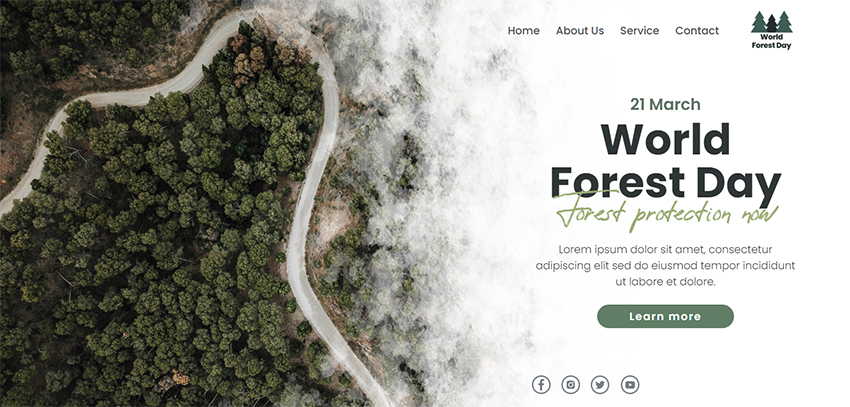 Home About Us Service Contact
World
Forest Day
21 March
World
Forest Day
Forest protection now
Lorem ipsum dolor sit amet, consectetur
adipiscing elit sed do eiusmod tempor incididunt
ut labore et dolore.
Learn more